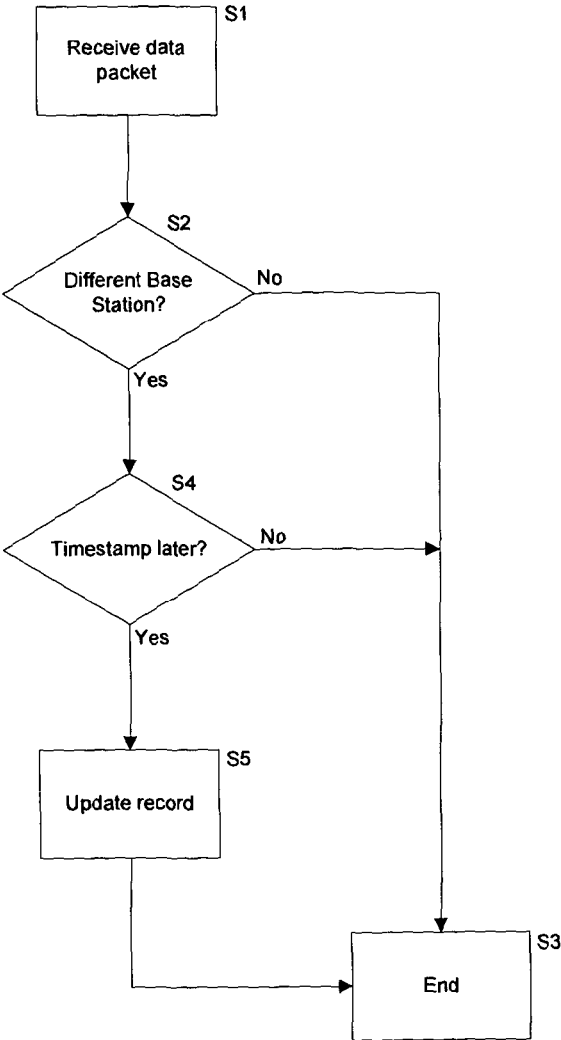 S1
Receive data
packet
S2
Different Base
Station?
No
Yes
S4
Timestamp later?
No
Yes
S5
Update record
S3
End